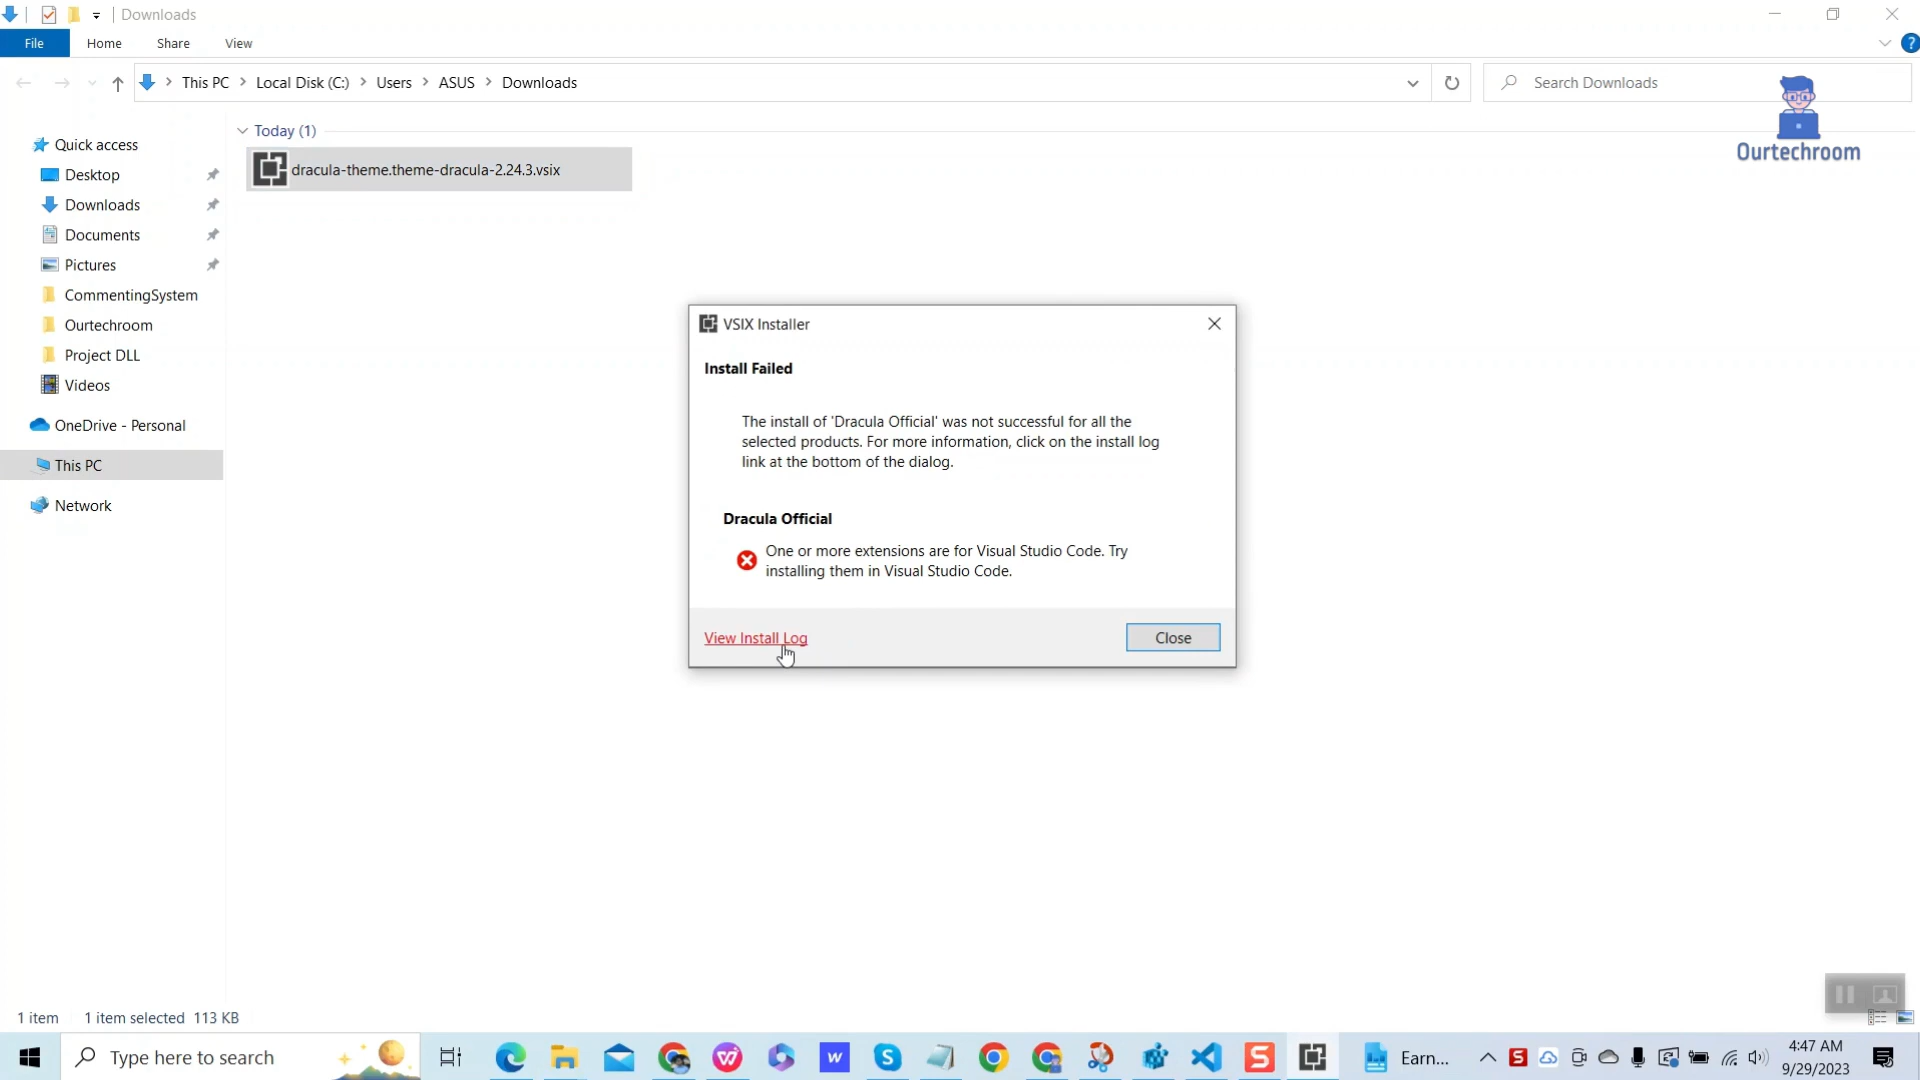 Downloads
File Home Share View
This PC Local Disk (C:) Users ASUS Downloads
Search Downloads
Ourtechroom
Quick access
Desktop
Downloads
Documents
Pictures
CommentingSystem
Ourtechroom
Project DLL
Videos
OneDrive - Personal
This PC
Network
Today (1)
dracula-theme.theme-dracula-2.24.3.vsix
VSIX Installer
Install Failed
The install of 'Dracula Official' was not successful for all the
selected products. For more information, click on the install log
link at the bottom of the dialog.
Dracula Official
One or more extensions are for Visual Studio Code. Try
installing them in Visual Studio Code.
View Install Log
Close
1 item 1 item selected 113 KB
Type here to search
Earn...
4:47 AM
9/29/2023